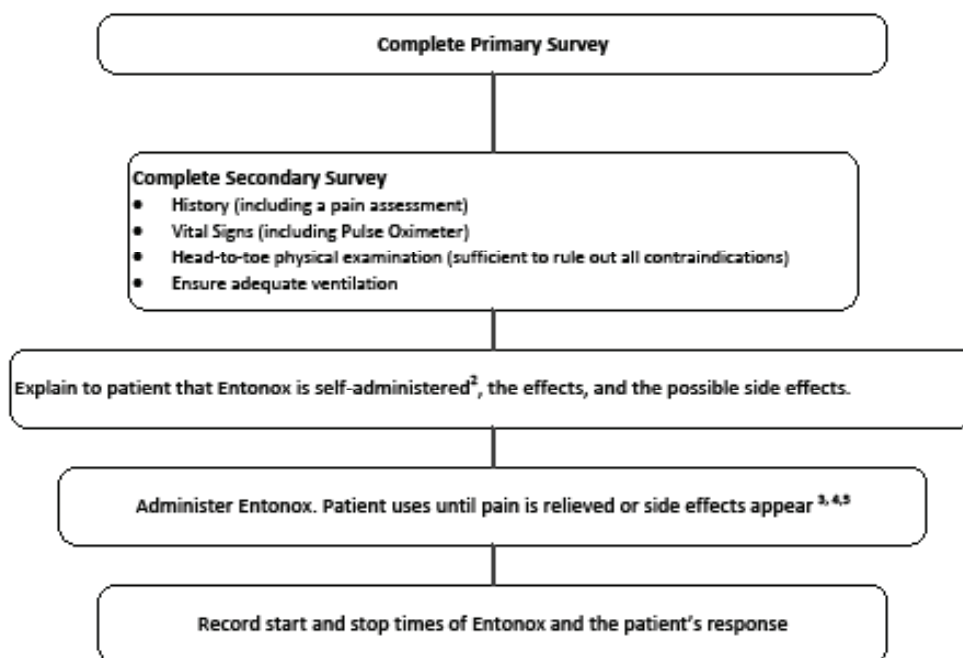 Complete Primary Survey
Complete Secondary Survey
• History (including a pain assessment)
• Vital Signs (including Pulse Oximeter)
• Head-to-toe physical examination (sufficient to rule out all contraindications)
• Ensure adequate ventilation
Explain to patient that Entonox is self-administered², the effects, and the possible side effects.
Administer Entonox. Patient uses until pain is relieved or side effects appear ³, ⁴,⁵
Record start and stop times of Entonox and the patient's response